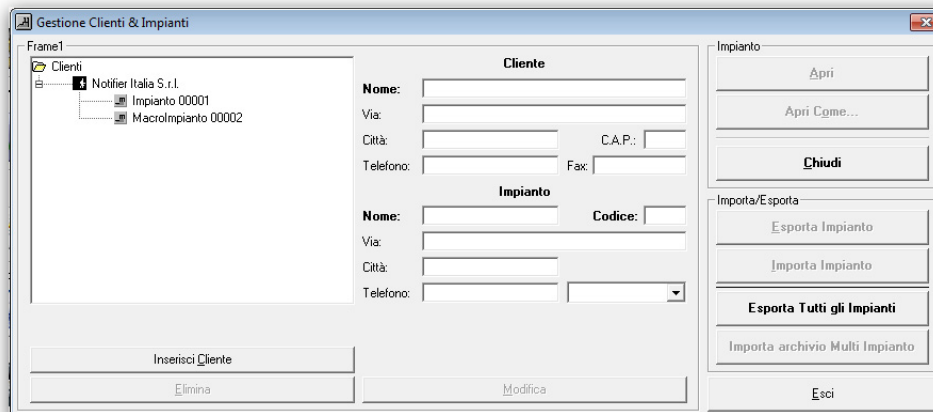 Gestione Clienti & Impianti
Frame1
Clienti
Notifier Italia S.r.l.
Impianto 00001
MacroImpianto 00002
Cliente
Nome:
Via:
Città:
C.A.P.:
Telefono:
Fax:
Impianto
Nome:
Codice:
Via:
Città:
Telefono:
Inserisci Cliente
Elimina
Modifica
Impianto
Apri
Apri Come...
Chiudi
Importa/Esporta
Esporta Impianto
Importa Impianto
Esporta Tutti gli Impianti
Importa archivio Multi Impianto
Esci